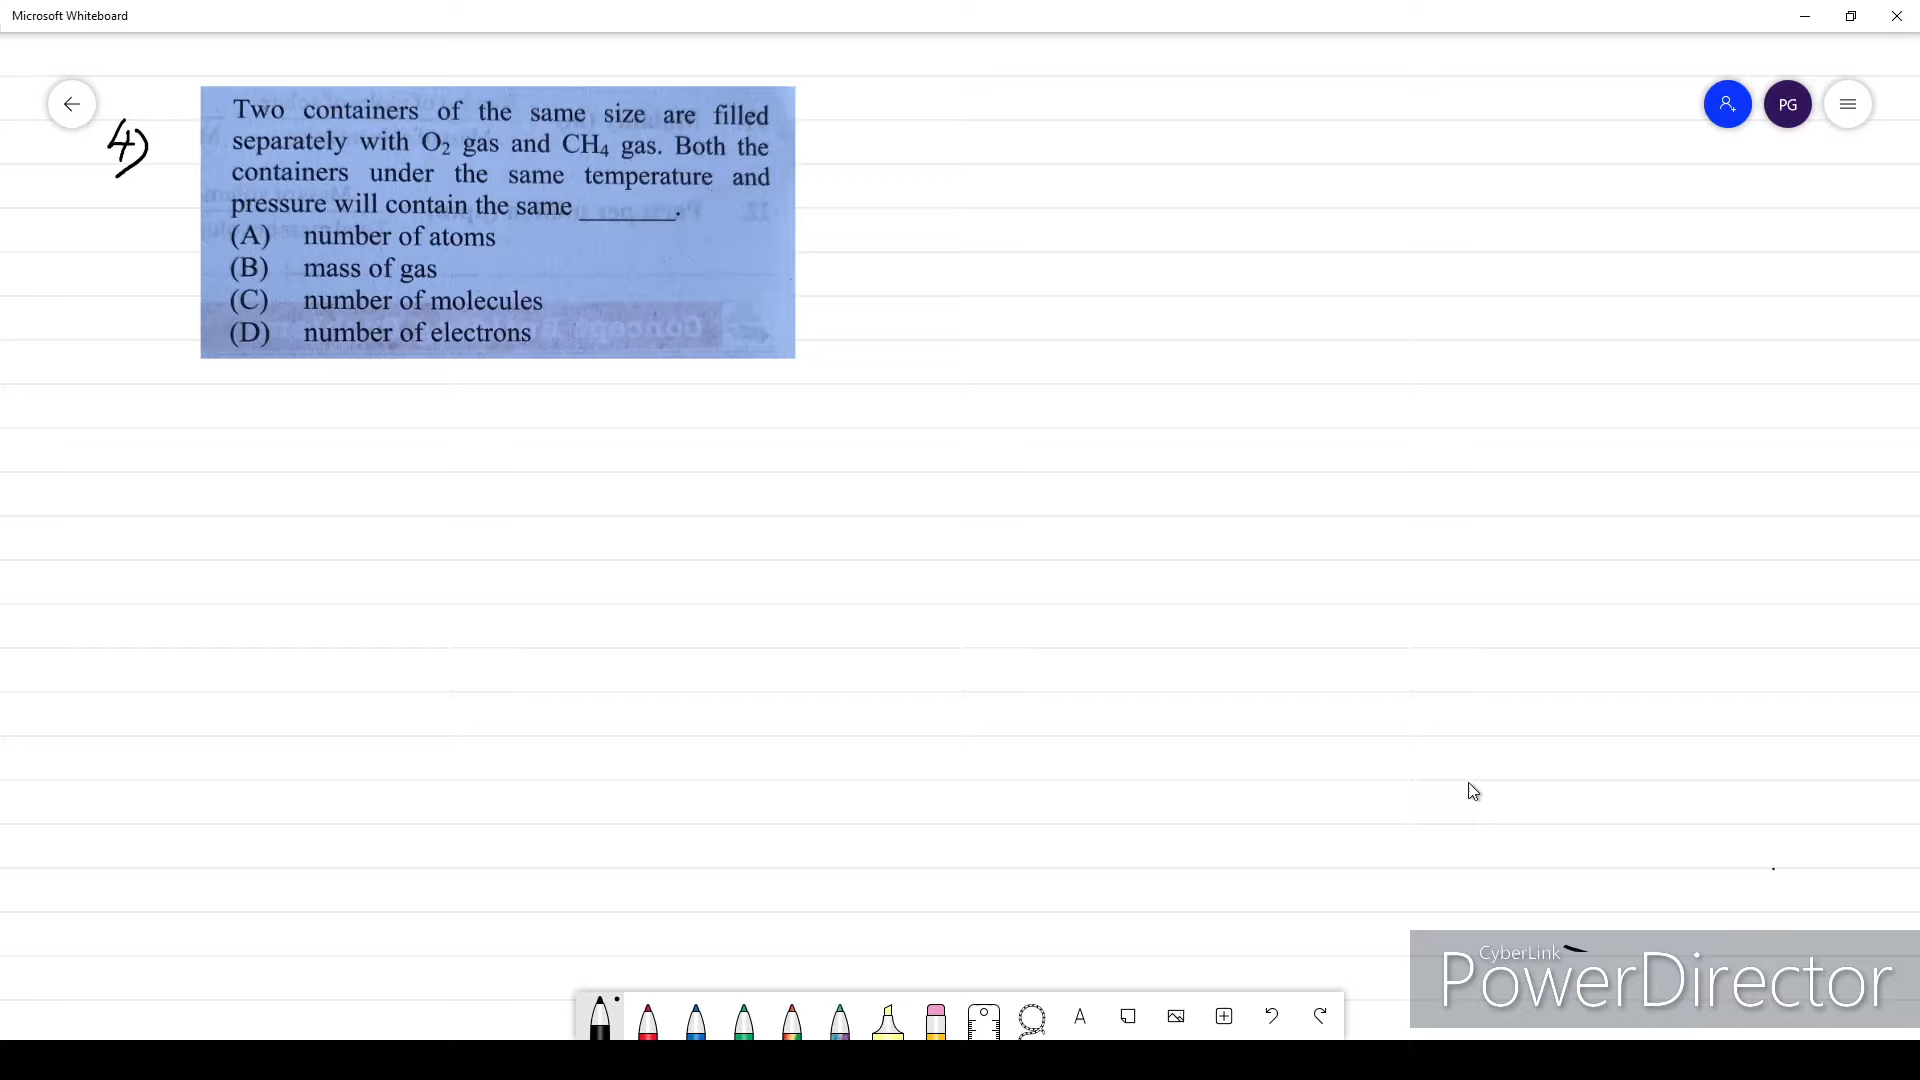 Microsoft Whiteboard
PG
4)
Two containers of the same size are filled
separately with O₂ gas and CH₄ gas. Both the
containers under the same temperature and
pressure will contain the same _______.
(A) number of atoms
(B) mass of gas
(C) number of molecules
(D) number of electrons
A
CyberLink
PowerDirector